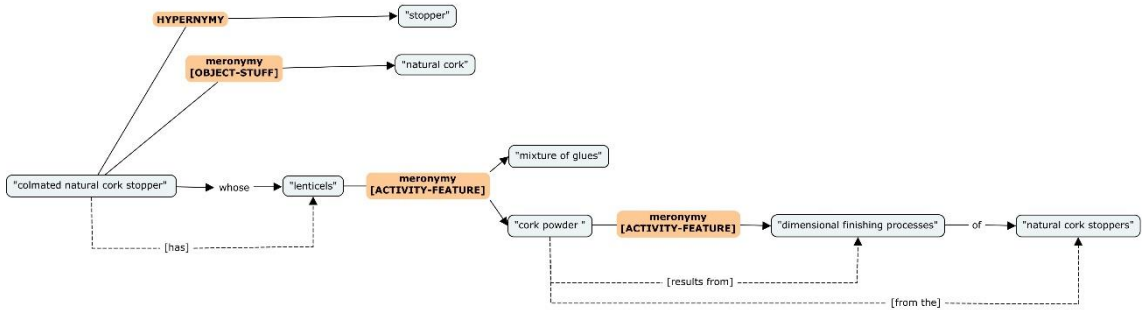 HYPERNYMY
"stopper"
meronymy
[OBJECT-STUFF]
"natural cork"
"mixture of glues"
"colmated natural cork stopper"
whose
"lenticels"
meronymy
[ACTIVITY-FEATURE]
"cork powder "
meronymy
[ACTIVITY-FEATURE]
"dimensional finishing processes"
of
"natural cork stoppers"
[has]
[results from]
[from the]